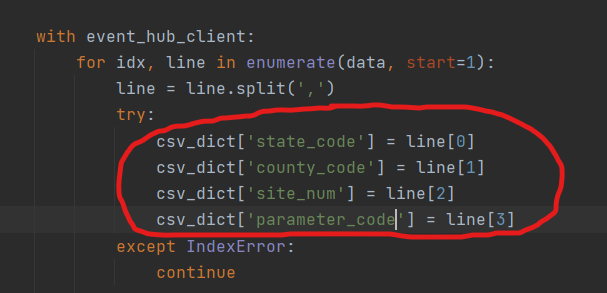 with event_hub_client:
    for idx, line in enumerate(data, start=1):
        line = line.split(',')
        try:
            csv_dict['state_code'] = line[0]
            csv_dict['county_code'] = line[1]
            csv_dict['site_num'] = line[2]
            csv_dict['parameter_code'] = line[3]
        except IndexError:
            continue